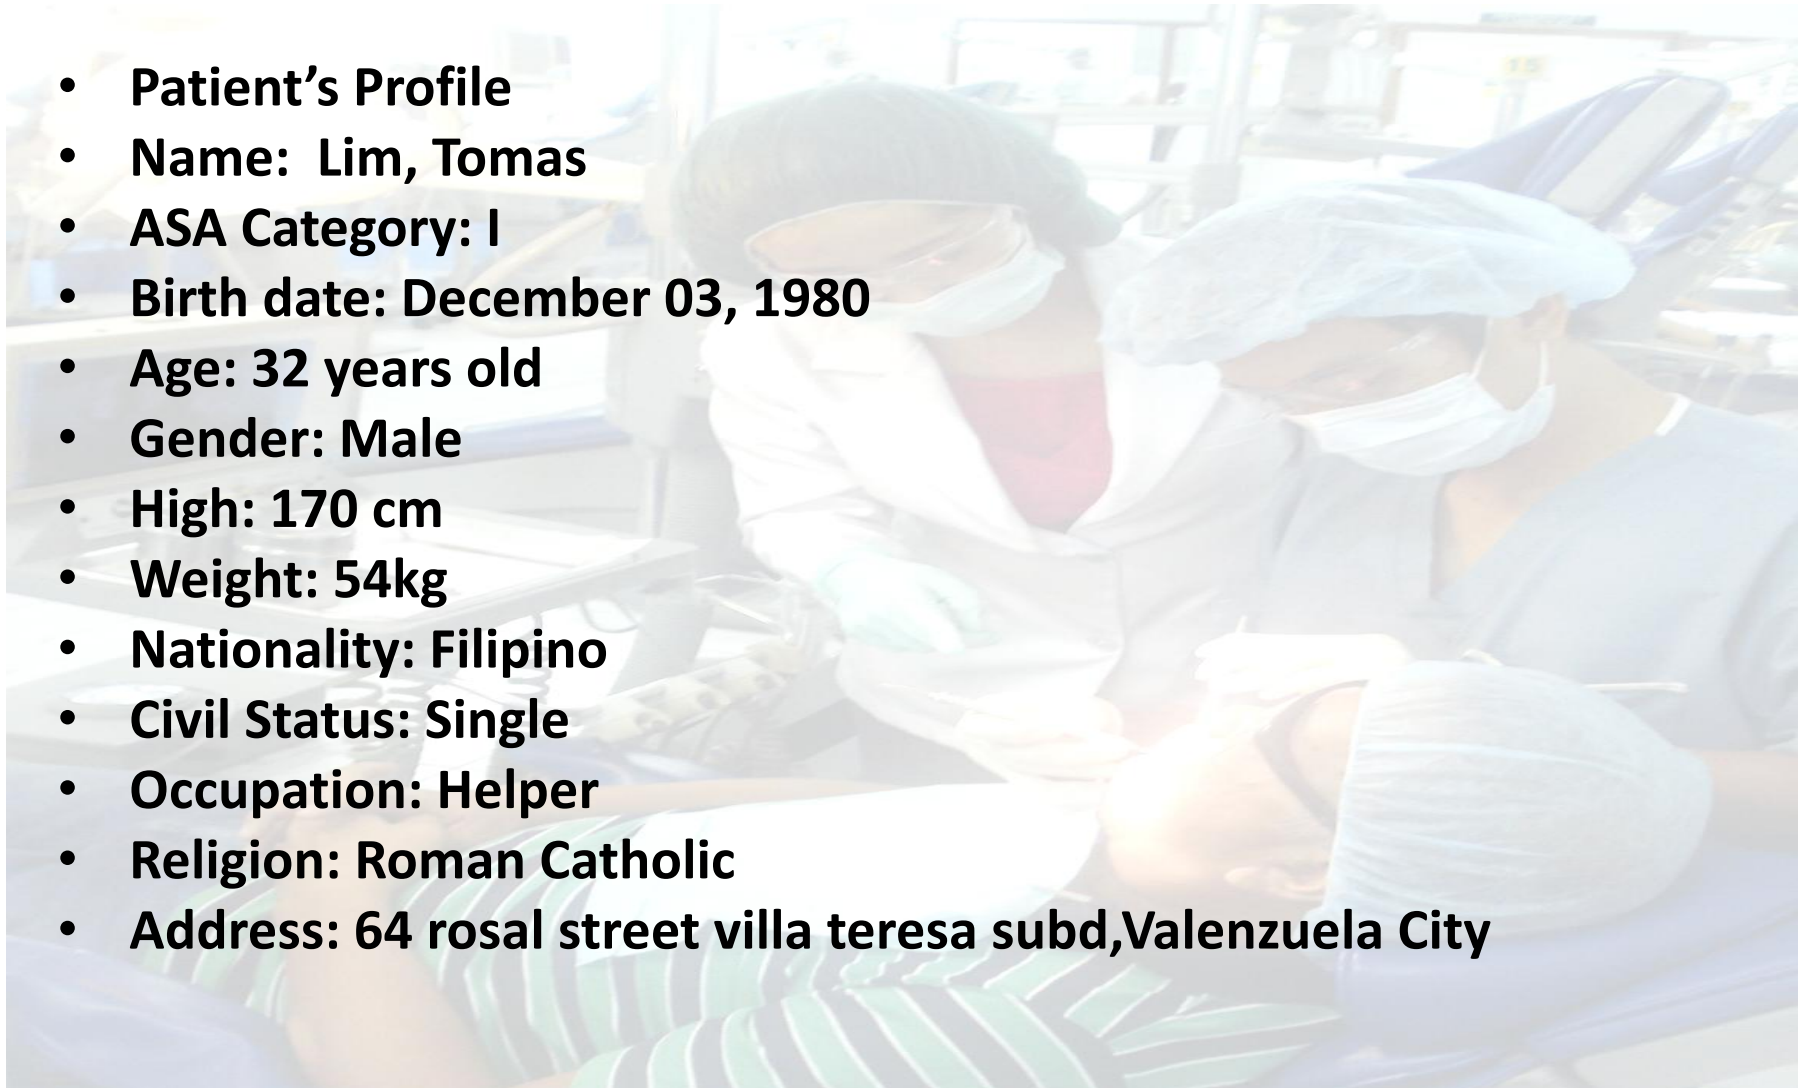 • Patient’s Profile
• Name:  Lim, Tomas
• ASA Category: I
• Birth date: December 03, 1980
• Age: 32 years old
• Gender: Male
• High: 170 cm
• Weight: 54kg
• Nationality: Filipino
• Civil Status: Single
• Occupation: Helper
• Religion: Roman Catholic
• Address: 64 rosal street villa teresa subd,Valenzuela City